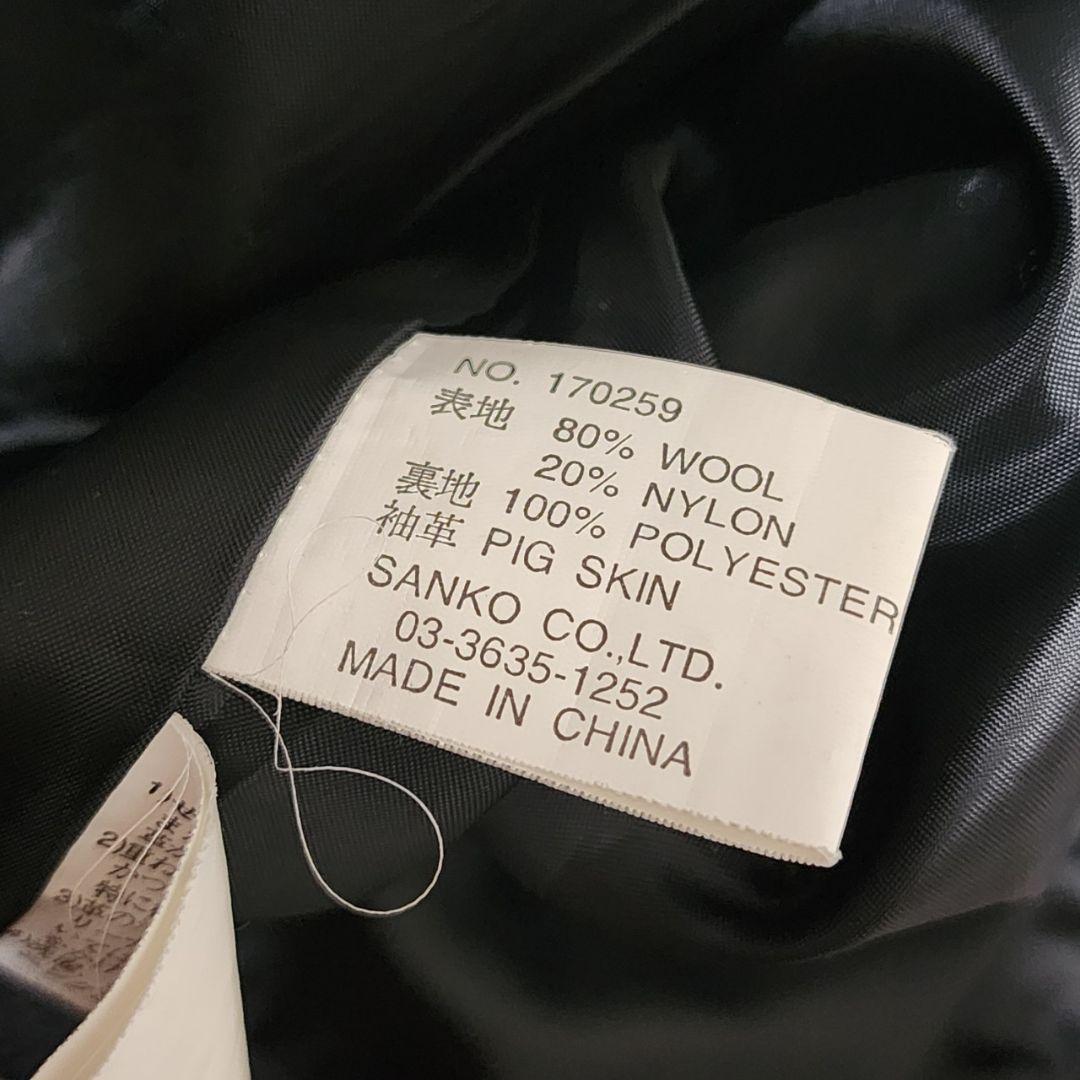 NO. 170259
表地 80% WOOL
20% NYLON
裏地 100% POLYESTER
袖革 PIG SKIN
SANKO CO.,LTD.
03-3635-1252
MADE IN CHINA